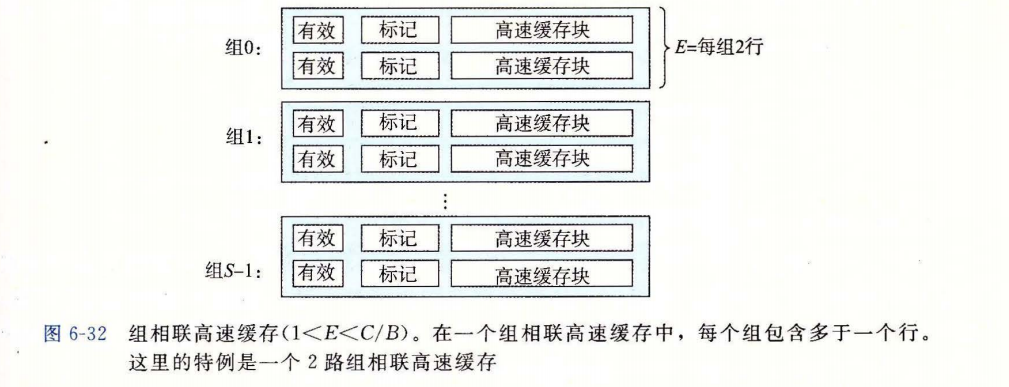 组0:
有效 标记 高速缓存块
有效 标记 高速缓存块
E=每组2行
组1:
有效 标记 高速缓存块
有效 标记 高速缓存块
⋮
组S–1:
有效 标记 高速缓存块
有效 标记 高速缓存块
图 6-32 组相联高速缓存(1<E<C/B)。在一个组相联高速缓存中，每个组包含多于一个行。
这里的特例是一个 2 路组相联高速缓存